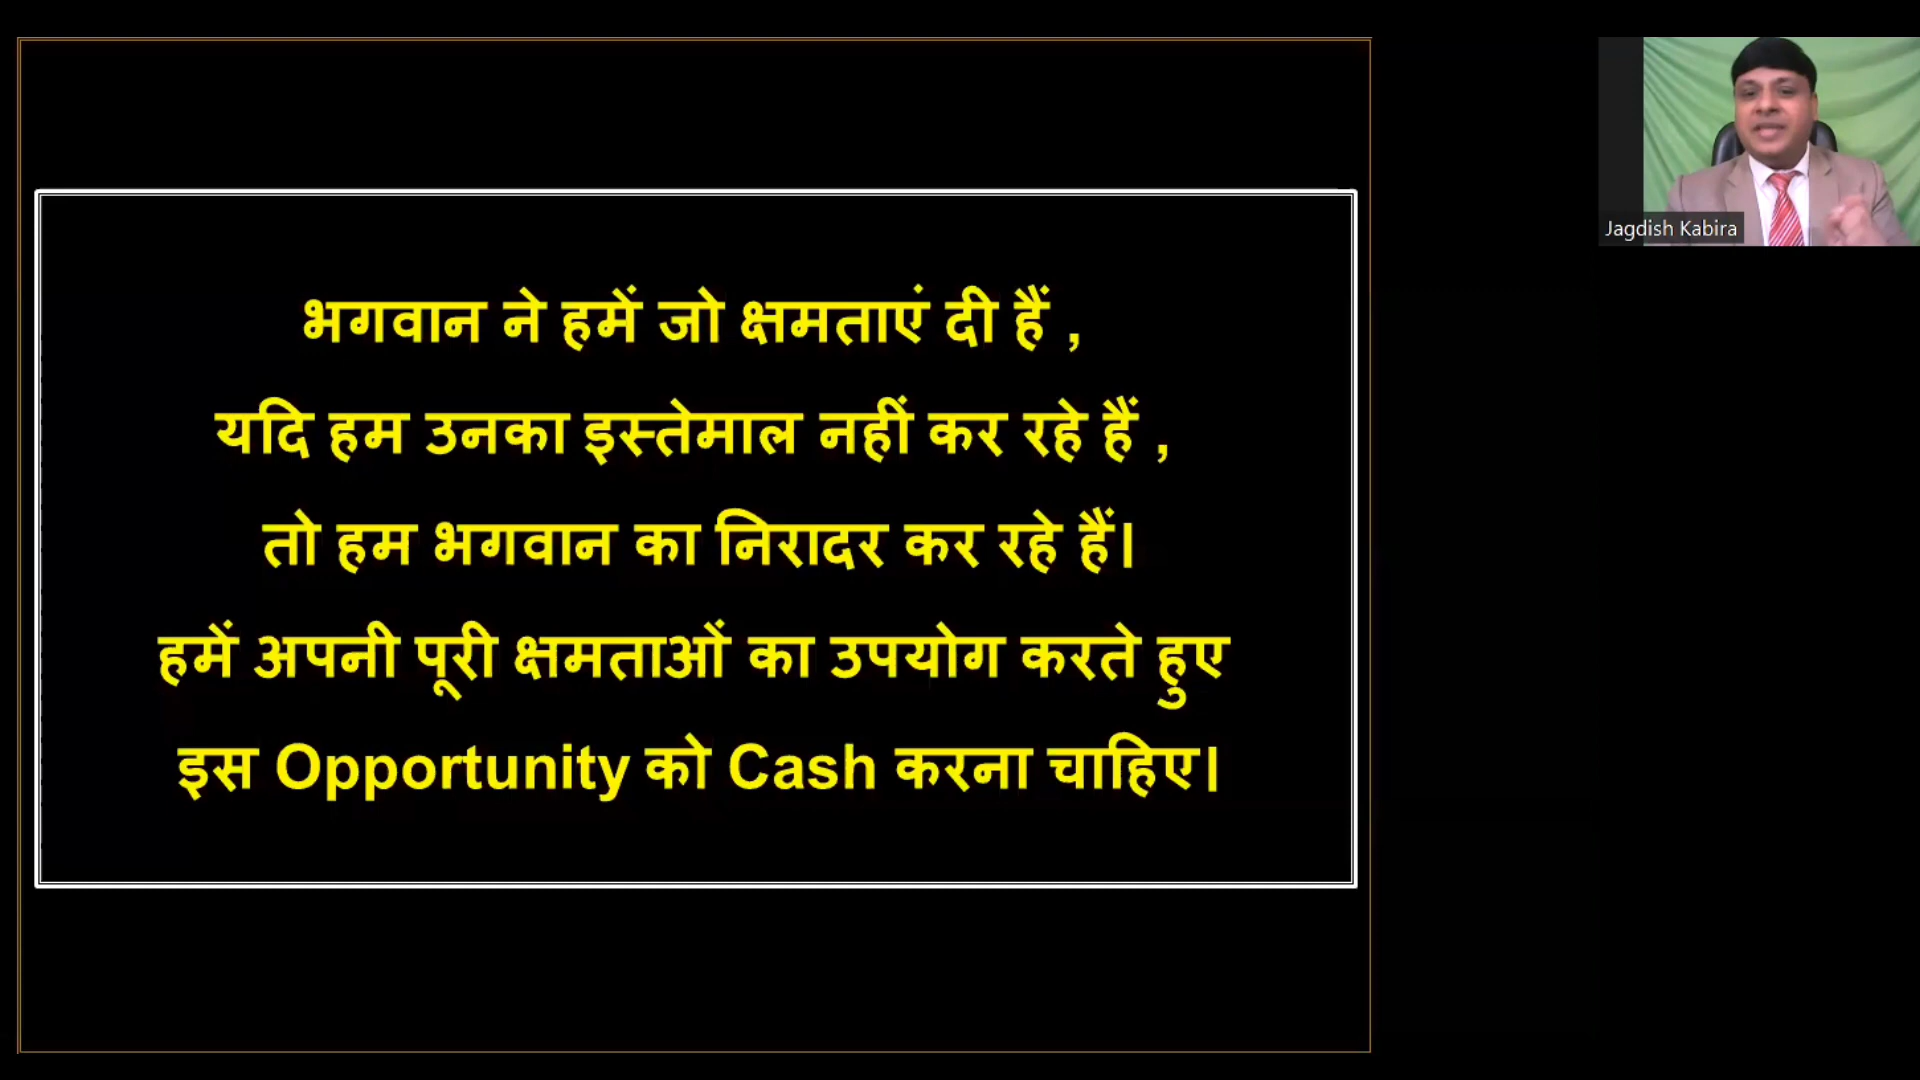 भगवान ने हमें जो क्षमताएं दी हैं ,
यदि हम उनका इस्तेमाल नहीं कर रहे हैं ,
तो हम भगवान का निरादर कर रहे हैं।
हमें अपनी पूरी क्षमताओं का उपयोग करते हुए
इस Opportunity को Cash करना चाहिए।
Jagdish Kabira